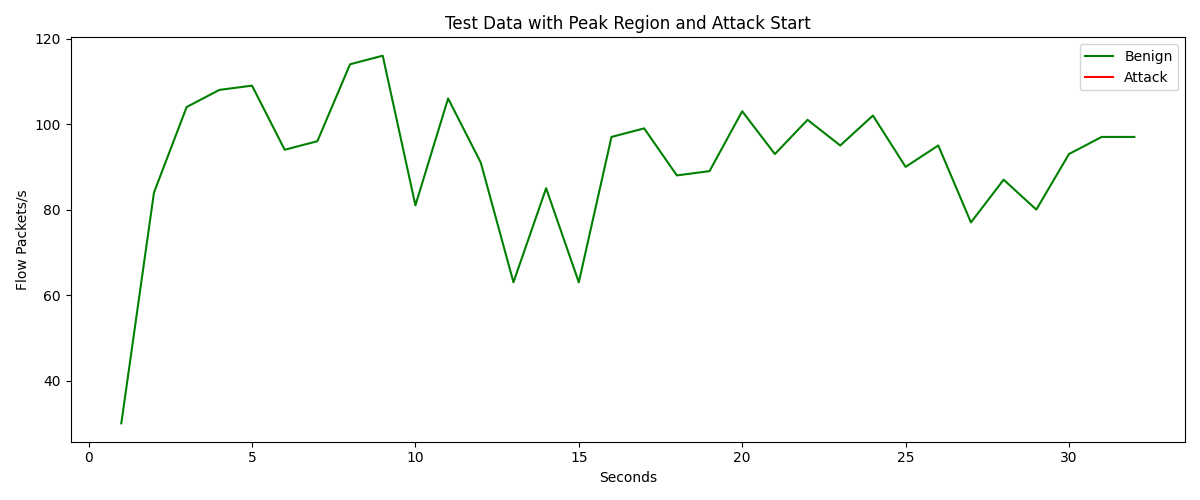 Test Data with Peak Region and Attack Start
120
100
80
60
40
Flow Packets/s
Benign
Attack
0 5 10 15 20 25 30
Seconds